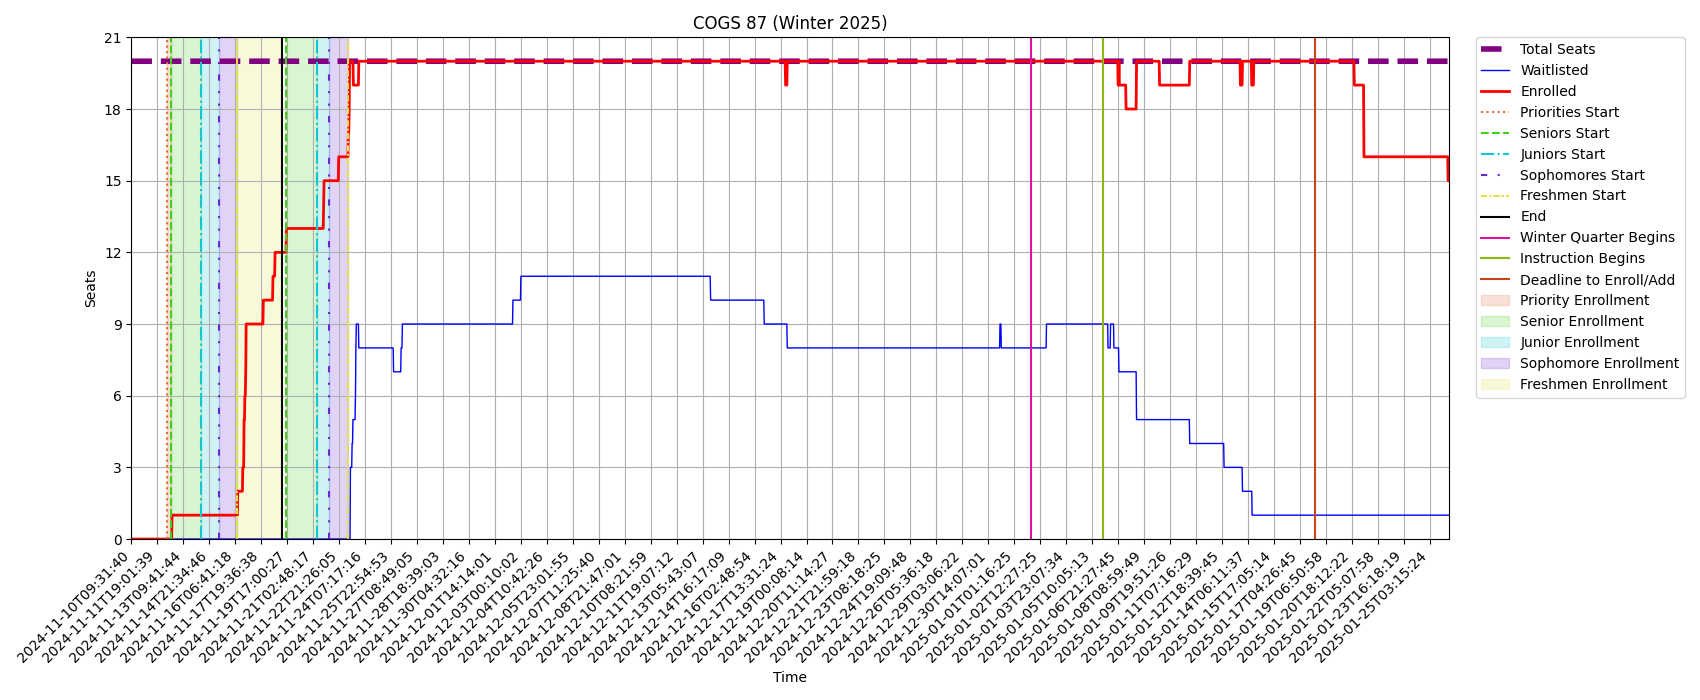 COGS 87 (Winter 2025)
Seats
21
18
15
12
9
6
3
0
2024-11-10T09:31:40
2024-11-11T19:01:39
2024-11-13T09:41:44
2024-11-14T21:34:46
2024-11-16T06:41:18
2024-11-17T19:36:38
2024-11-19T17:00:27
2024-11-21T02:48:17
2024-11-22T21:26:05
2024-11-24T07:17:16
2024-11-25T22:54:53
2024-11-27T08:49:05
2024-11-28T18:39:03
2024-11-30T04:32:16
2024-12-01T14:14:01
2024-12-03T00:10:02
2024-12-04T10:42:26
2024-12-05T23:01:55
2024-12-07T11:25:40
2024-12-08T21:47:01
2024-12-10T08:21:59
2024-12-11T19:07:12
2024-12-13T05:43:07
2024-12-14T16:17:09
2024-12-16T02:48:54
2024-12-17T13:31:24
2024-12-19T00:08:14
2024-12-20T11:14:27
2024-12-21T21:59:18
2024-12-23T08:18:25
2024-12-24T19:09:48
2024-12-26T05:36:18
2024-12-29T03:06:22
2024-12-30T14:07:01
2025-01-01T01:16:25
2025-01-02T12:27:25
2025-01-03T23:07:34
2025-01-05T10:05:13
2025-01-06T21:27:45
2025-01-08T08:59:49
2025-01-09T19:51:26
2025-01-11T07:16:29
2025-01-12T18:39:45
2025-01-14T06:11:37
2025-01-15T17:05:14
2025-01-17T04:26:45
2025-01-19T06:50:58
2025-01-20T18:12:22
2025-01-22T05:07:58
2025-01-23T16:18:19
2025-01-25T03:15:24
Time
Total Seats
Waitlisted
Enrolled
Priorities Start
Seniors Start
Juniors Start
Sophomores Start
Freshmen Start
End
Winter Quarter Begins
Instruction Begins
Deadline to Enroll/Add
Priority Enrollment
Senior Enrollment
Junior Enrollment
Sophomore Enrollment
Freshmen Enrollment